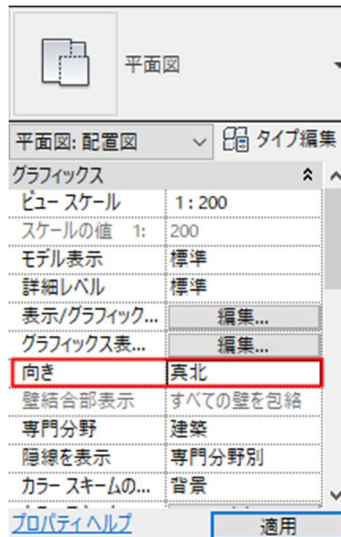 平面図
平面図: 配置図 タイプ編集
グラフィックス
ビュー スケール 1 : 200
スケールの値 1: 200
モデル表示 標準
詳細レベル 標準
表示/グラフィック... 編集...
グラフィックス表... 編集...
向き 真北
壁結合部表示 すべての壁を包絡
専門分野 建築
隠線を表示 専門分野別
カラー スキームの... 背景
プロパティ ヘルプ 適用